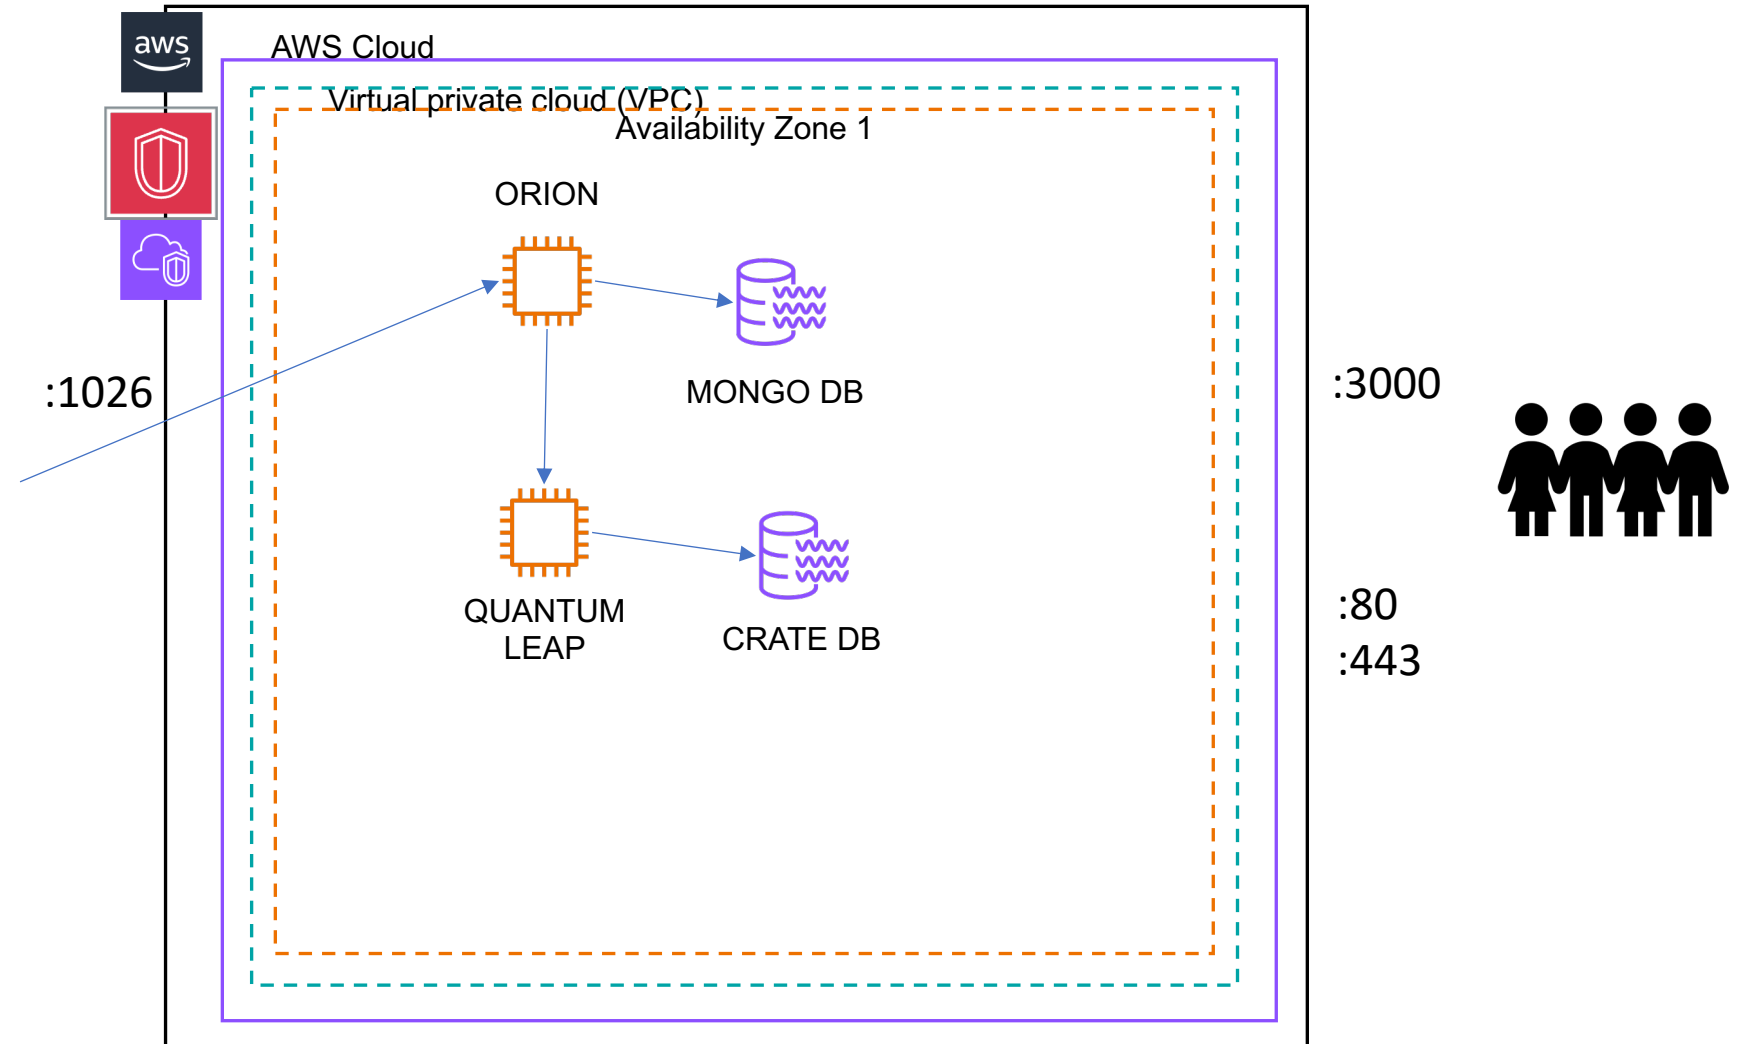 aws
AWS Cloud
Virtual private cloud (VPC)
Availability Zone 1
ORION
:1026
MONGO DB
:3000
QUANTUM
LEAP
CRATE DB
:80
:443